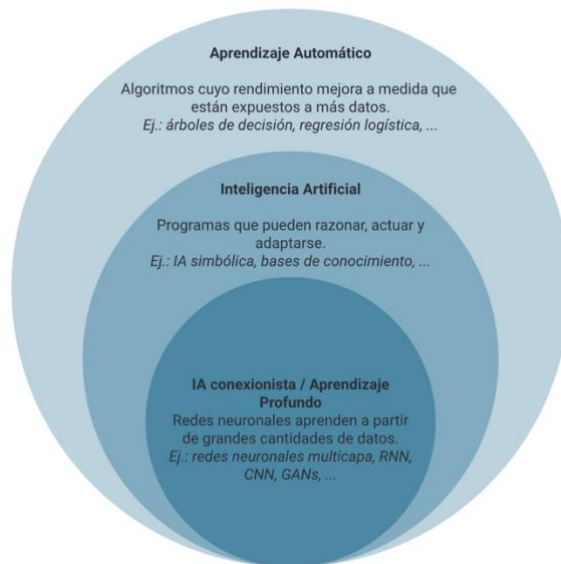 Aprendizaje Automático
Algoritmos cuyo rendimiento mejora a medida que
están expuestos a más datos.
Ej.: árboles de decisión, regresión logística, ...
Inteligencia Artificial
Programas que pueden razonar, actuar y
adaptarse.
Ej.: IA simbólica, bases de conocimiento, ...
IA conexionista / Aprendizaje
Profundo
Redes neuronales aprenden a partir
de grandes cantidades de datos.
Ej.: redes neuronales multicapa, RNN,
CNN, GANs, ...